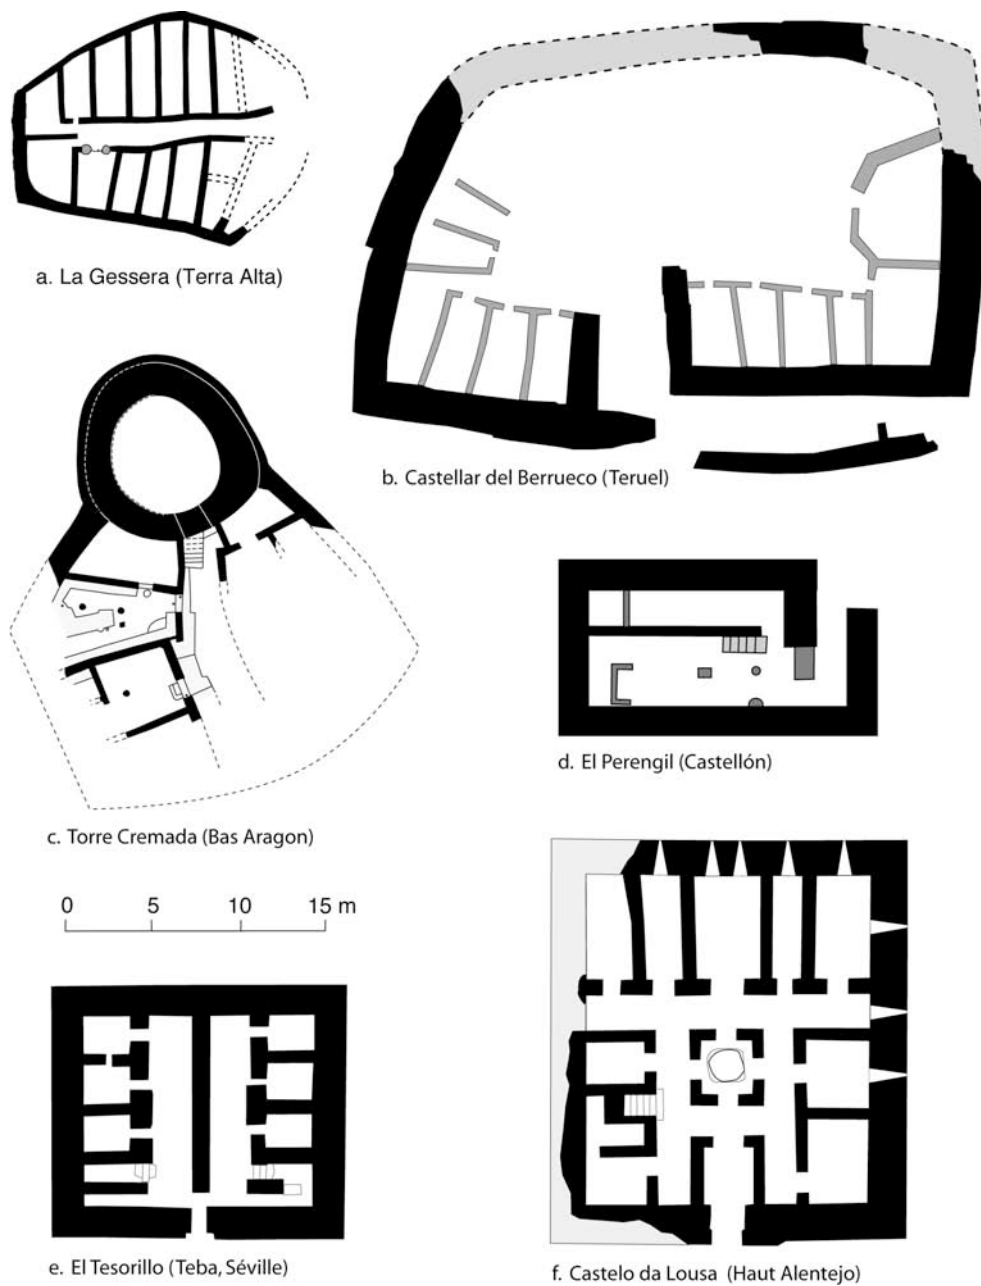 a. La Gessera (Terra Alta)
b. Castellar del Berrueco (Teruel)
c. Torre Cremada (Bas Aragon)
d. El Perengil (Castellón)
0 5 10 15 m
e. El Tesorillo (Teba, Séville)
f. Castelo da Lousa (Haut Alentejo)